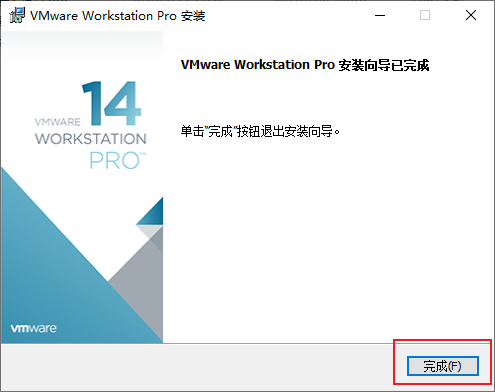 VMware Workstation Pro 安装
VMWARE 14
WORKSTATION
PRO™
VMware Workstation Pro 安装向导已完成
单击"完成"按钮退出安装向导。
vmware
完成(F)